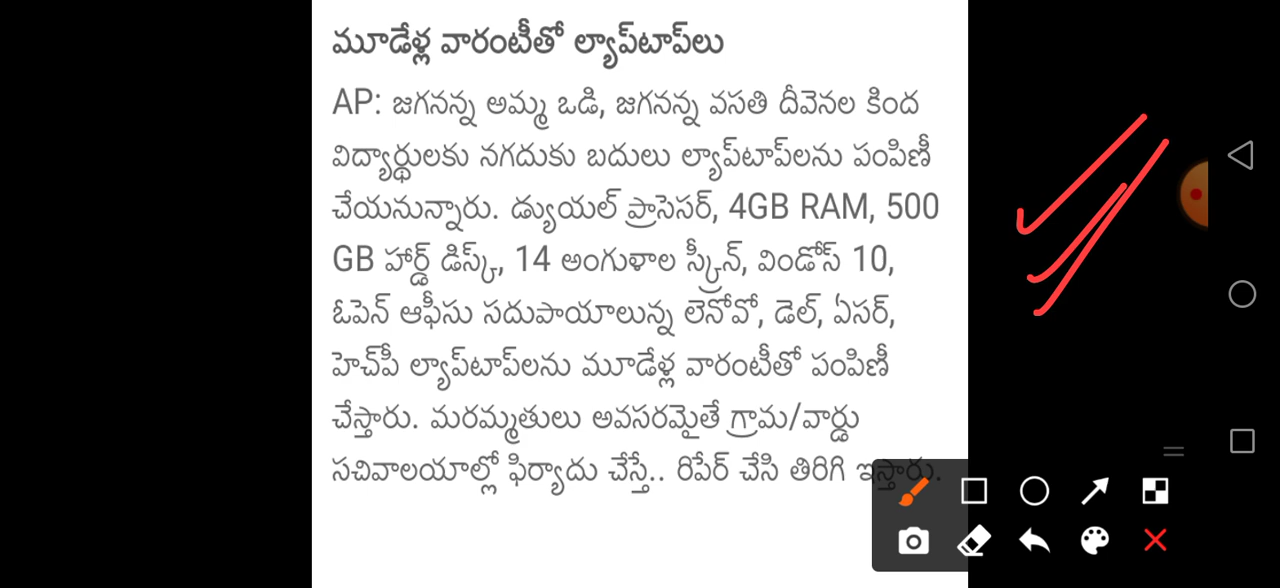 మూడేళ్ల వారంటీతో ల్యాప్‌టాప్‌లు
AP: జగనన్న అమ్మ ఒడి, జగనన్న వసతి దీవెనల కింద
విద్యార్థులకు నగదుకు బదులు ల్యాప్‌టాప్‌లను పంపిణీ
చేయనున్నారు. డ్యుయల్ ప్రాసెసర్, 4GB RAM, 500
GB హార్డ్ డిస్క్, 14 అంగుళాల స్క్రీన్, విండోస్ 10,
ఓపెన్ ఆఫీసు సదుపాయాలున్న లెనోవో, డెల్, ఏసర్,
హెచ్‌పీ ల్యాప్‌టాప్‌లను మూడేళ్ల వారంటీతో పంపిణీ
చేస్తారు. మరమ్మతులు అవసరమైతే గ్రామ/వార్డు
సచివాలయాల్లో ఫిర్యాదు చేస్తే.. రిపేర్ చేసి తిరిగి ఇస్తారు.